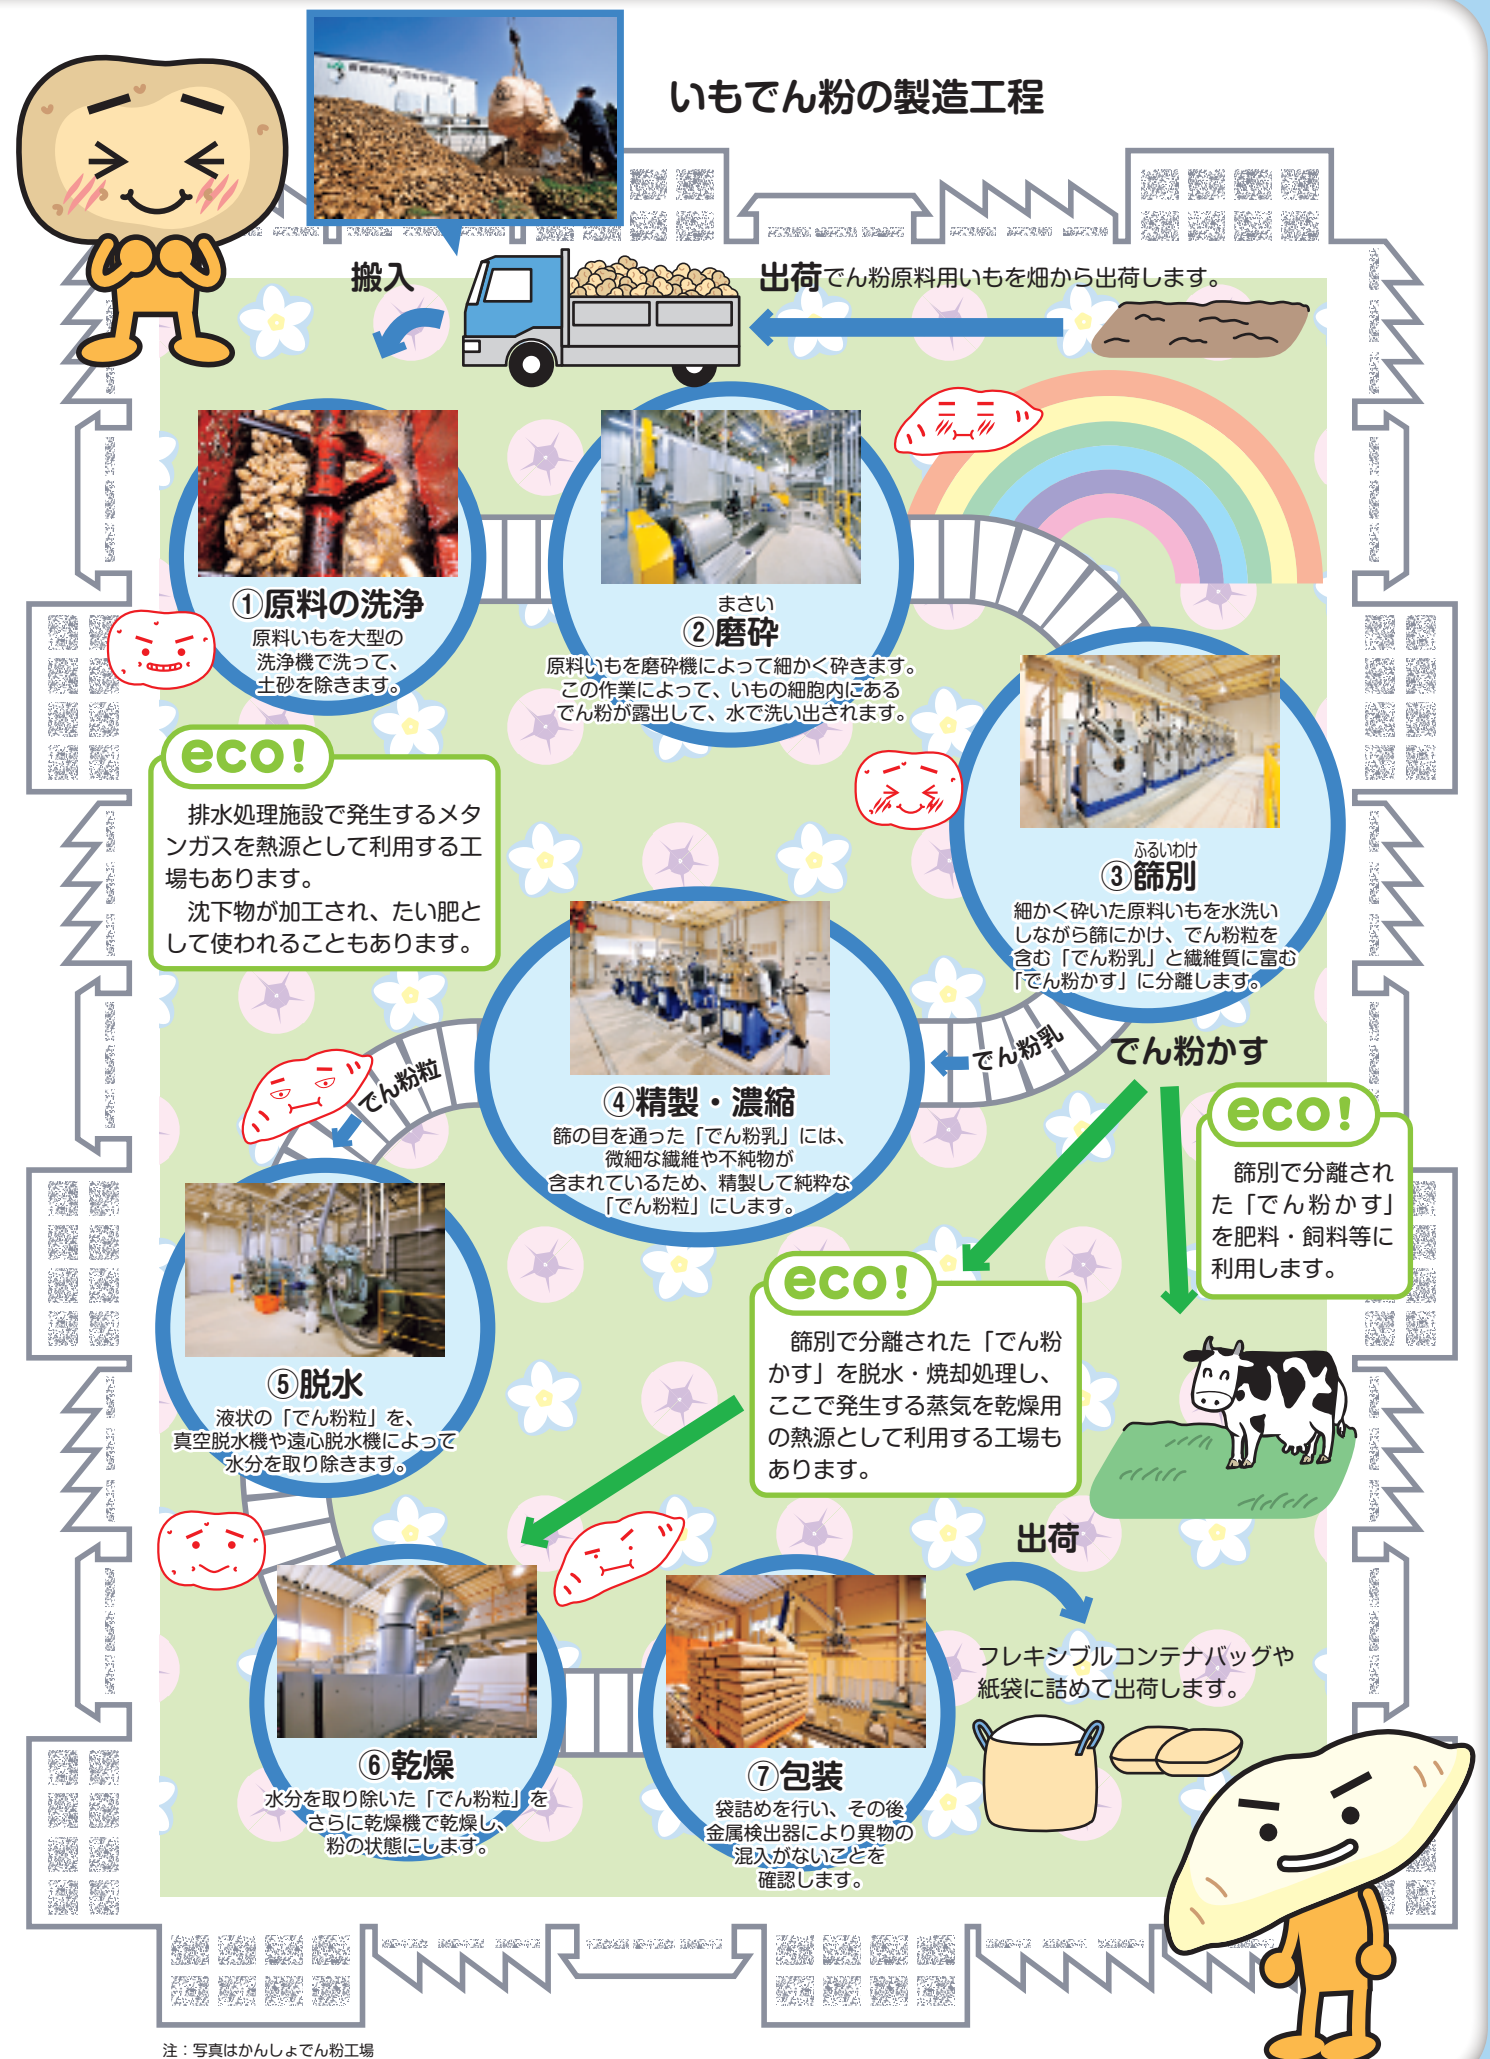 いもでん粉の製造工程
搬入
出荷でん粉原料用いもを畑から出荷します。
①原料の洗浄
原料いもを大型の
洗浄機で洗って、
土砂を除きます。
まさい
②磨砕
原料いもを磨砕機によって細かく砕きます。
この作業によって、いもの細胞内にある
でん粉が露出して、水で洗い出されます。
ふるいわけ
③篩別
細かく砕いた原料いもを水洗い
しながら篩にかけ、でん粉粒を
含む「でん粉乳」と繊維質に富む
「でん粉かす」に分離します。
eco!
排水処理施設で発生するメタ
ンガスを熱源として利用する工
場もあります。
沈下物が加工され、たい肥と
して使われることもあります。
でん粉乳
でん粉かす
④精製・濃縮
篩の目を通った「でん粉乳」には、
微細な繊維や不純物が
含まれているため、精製して純粋な
「でん粉粒」にします。
でん粉粒
eco!
篩別で分離され
た「でん粉かす」
を肥料・飼料等に
利用します。
eco!
篩別で分離された「でん粉
かす」を脱水・焼却処理し、
ここで発生する蒸気を乾燥用
の熱源として利用する工場も
あります。
⑤脱水
液状の「でん粉粒」を、
真空脱水機や遠心脱水機によって
水分を取り除きます。
⑥乾燥
水分を取り除いた「でん粉粒」を
さらに乾燥機で乾燥し、
粉の状態にします。
⑦包装
袋詰めを行い、その後
金属検出器により異物の
混入がないことを
確認します。
出荷
フレキシブルコンテナバッグや
紙袋に詰めて出荷します。
注：写真はかんしょでん粉工場